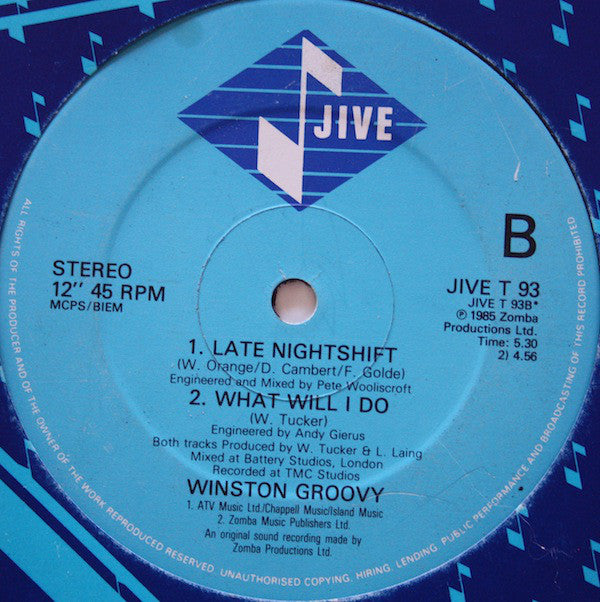 JIVE
B
STEREO
12" 45 RPM
MCPS/BIEM
JIVE T 93
JIVE T 93B*
℗ 1985 Zomba
Productions Ltd.
Time: 5.30
2) 4.56
1. LATE NIGHTSHIFT
(W. Orange/D. Cambert/F. Golde)
Engineered and Mixed by Pete Wooliscroft
2. WHAT WILL I DO
(W. Tucker)
Engineered by Andy Gierus
Both tracks Produced by W. Tucker & L. Laing
Mixed at Battery Studios, London
Recorded at TMC Studios
WINSTON GROOVY
1. ATV Music Ltd./Chappell Music/Island Music
2. Zomba Music Publishers Ltd.
An original sound recording made by
Zomba Productions Ltd.
ALL RIGHTS OF THE PRODUCER AND OF THE OWNER OF THE WORK REPRODUCED RESERVED. UNAUTHORISED COPYING, HIRING, LENDING, PUBLIC PERFORMANCE AND BROADCASTING OF THIS RECORD PROHIBITED